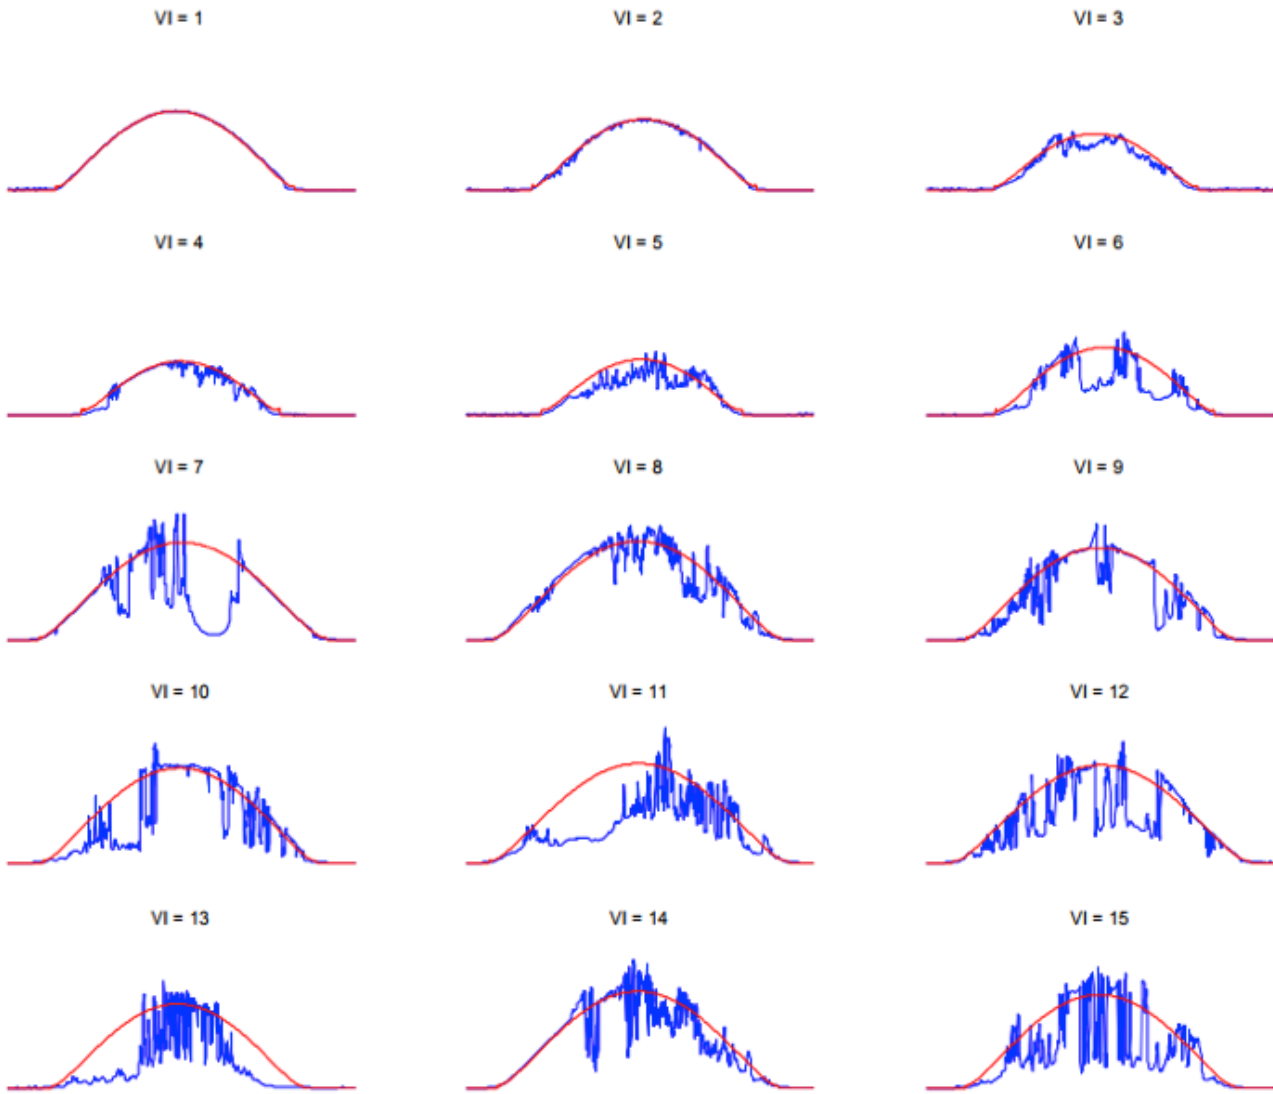 VI = 1
VI = 2
VI = 3
VI = 4
VI = 5
VI = 6
VI = 7
VI = 8
VI = 9
VI = 10
VI = 11
VI = 12
VI = 13
VI = 14
VI = 15